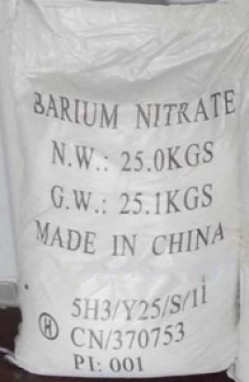 BARIUM NITRATE
N.W.: 25.0KGS
G.W.: 25.1KGS
MADE IN CHINA
5H3/Y25/S/11
H CN/370753
PI: 001